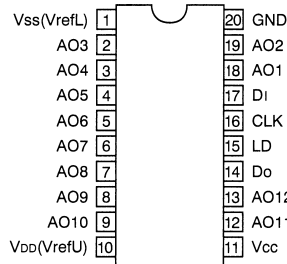 Vss(VrefL) 1 20 GND
AO3 2 19 AO2
AO4 3 18 AO1
AO5 4 17 DI
AO6 5 16 CLK
AO7 6 15 LD
AO8 7 14 Do
AO9 8 13 AO12
AO10 9 12 AO11
VDD(VrefU) 10 11 Vcc